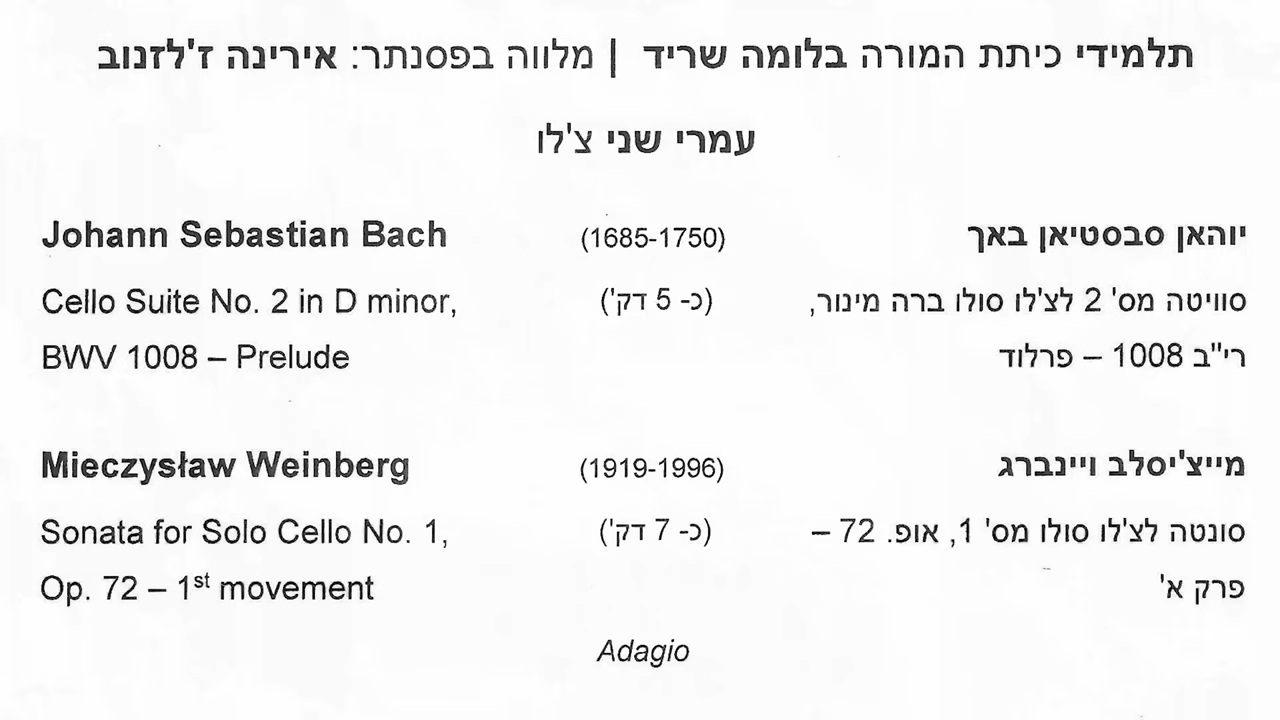 תלמידי כיתת המורה בלומה שריד | מלווה בפסנתר: אירינה ז'לזנוב
עמרי שני צ'לו
Johann Sebastian Bach (1685-1750) יוהאן סבסטיאן באך
Cello Suite No. 2 in D minor, (כ- 5 דק') סוויטה מס' 2 לצ'לו סולו ברה מינור,
BWV 1008 – Prelude רי"ב 1008 – פרלוד
Mieczysław Weinberg (1919-1996) מייצ'יסלב ויינברג
Sonata for Solo Cello No. 1, (כ- 7 דק') סונטה לצ'לו סולו מס' 1, אופ. 72 –
Op. 72 – 1st movement פרק א'
Adagio